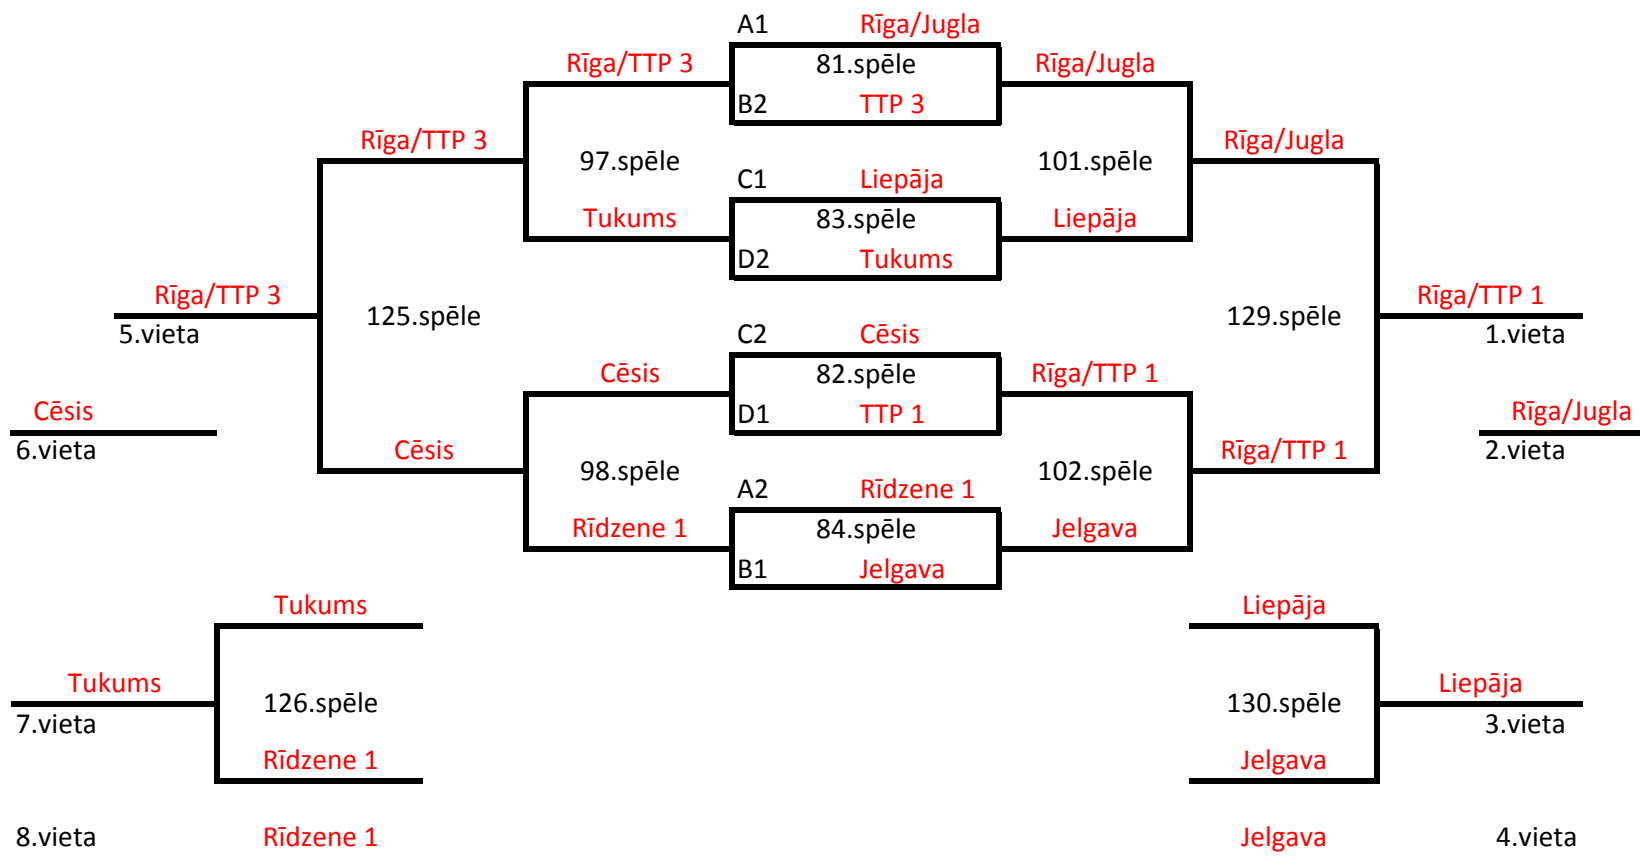 A1 Rīga/Jugla
Rīga/TTP 3 81.spēle Rīga/Jugla
B2 TTP 3
Rīga/TTP 3 97.spēle 101.spēle Rīga/Jugla
C1 Liepāja
Tukums 83.spēle Liepāja
D2 Tukums
Rīga/TTP 3 125.spēle 129.spēle Rīga/TTP 1
5.vieta 1.vieta
C2 Cēsis
Cēsis 82.spēle Rīga/TTP 1
Cēsis D1 TTP 1 Rīga/Jugla
6.vieta Cēsis 98.spēle 102.spēle Rīga/TTP 1 2.vieta
A2 Rīdzene 1
Rīdzene 1 84.spēle Jelgava
B1 Jelgava
Tukums Liepāja
Tukums 126.spēle 130.spēle Liepāja
7.vieta 3.vieta
Rīdzene 1 Jelgava
8.vieta Rīdzene 1 Jelgava 4.vieta